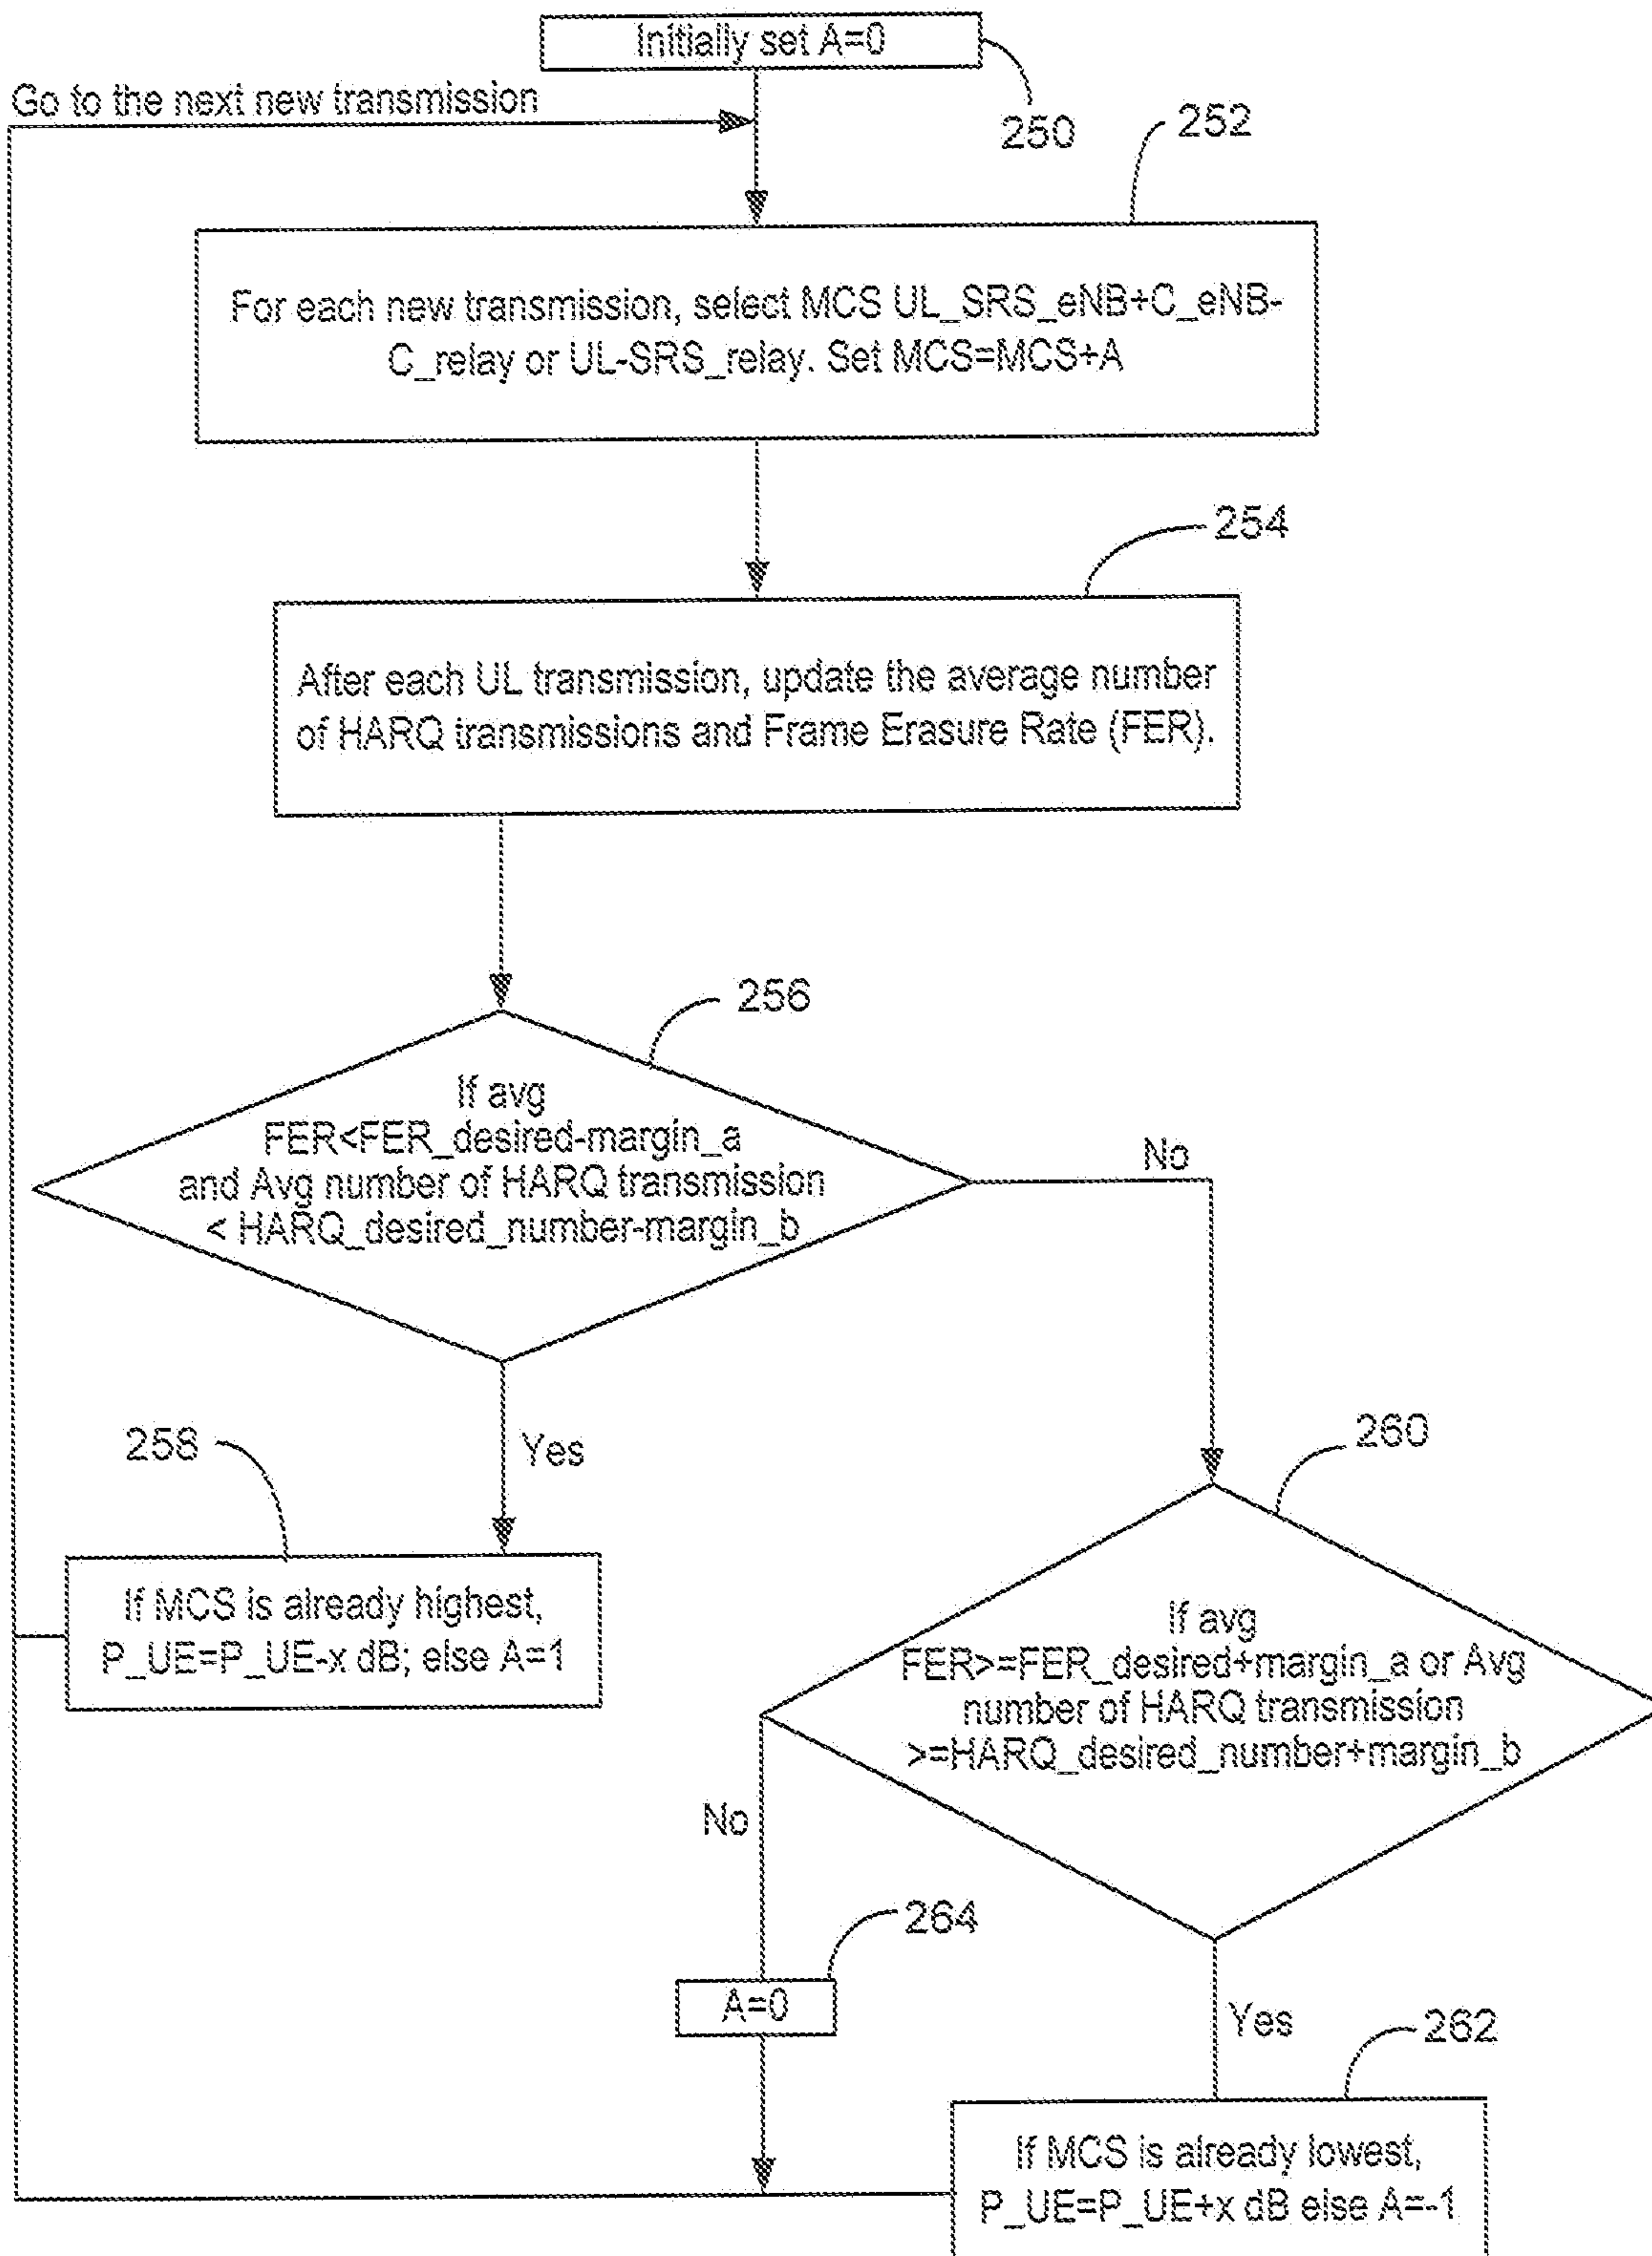 Initially set A=0
250
Go to the next new transmission
252
For each new transmission, select MCS UL_SRS_eNB+C_eNB-
C_relay or UL-SRS_relay. Set MCS=MCS+A
254
After each UL transmission, update the average number
of HARQ transmissions and Frame Erasure Rate (FER).
256
If avg
FER<FER_desired-margin_a
and Avg number of HARQ transmission
< HARQ_desired_number-margin_b
No
258
Yes
If MCS is already highest,
P_UE=P_UE-x dB; else A=1
260
If avg
FER>=FER_desired+margin_a or Avg
number of HARQ transmission
>=HARQ_desired_number+margin_b
No
264
A=0
Yes
262
If MCS is already lowest,
P_UE=P_UE+x dB else A=-1